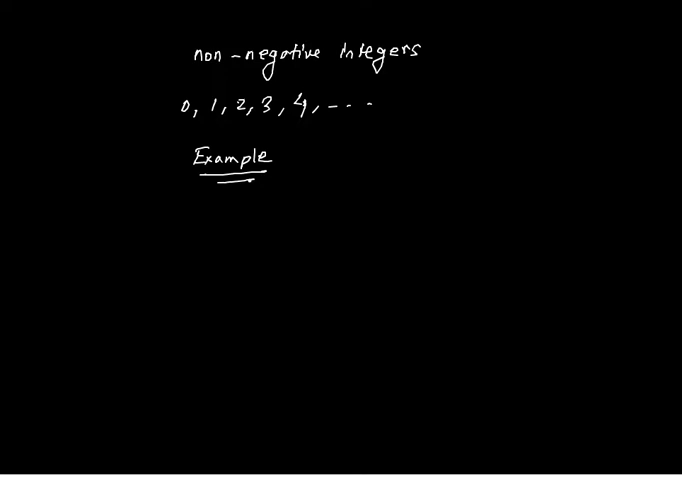 non-negative integers
0, 1, 2, 3, 4, - - -
Example